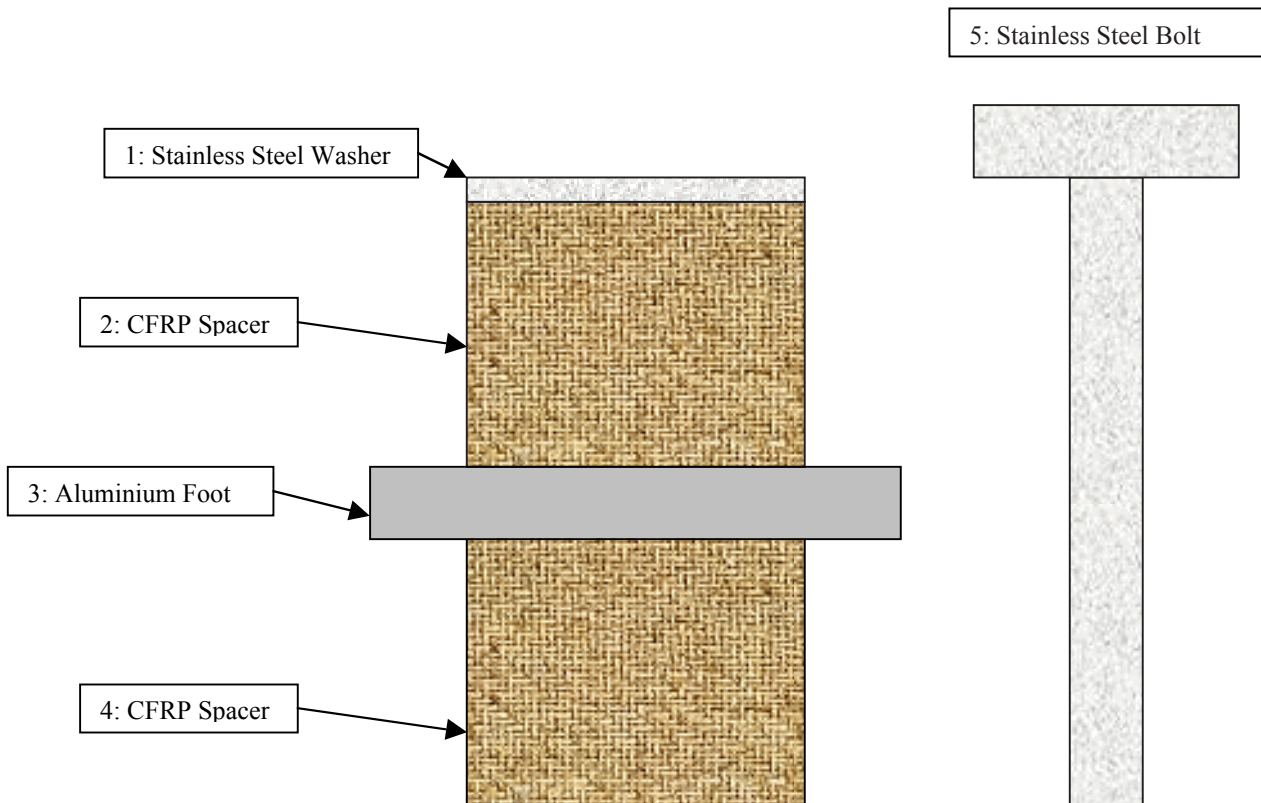 5: Stainless Steel Bolt
1: Stainless Steel Washer
2: CFRP Spacer
3: Aluminium Foot
4: CFRP Spacer